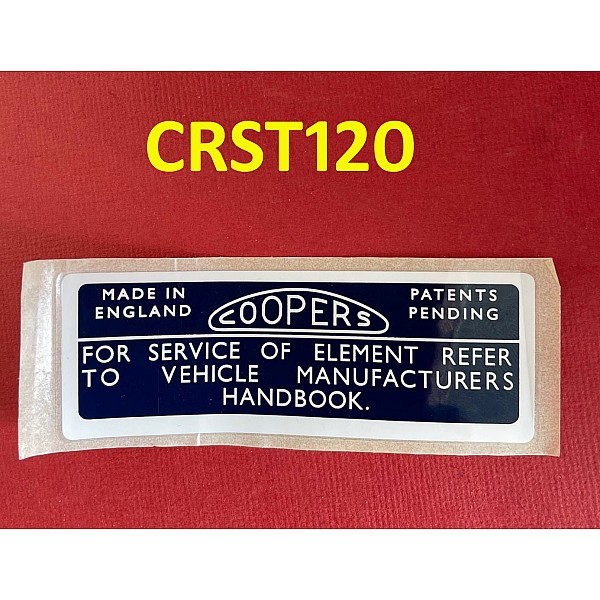 CRST120
MADE IN
ENGLAND
COOPERS
PATENTS
PENDING
FOR SERVICE OF ELEMENT REFER
TO VEHICLE MANUFACTURERS
HANDBOOK.